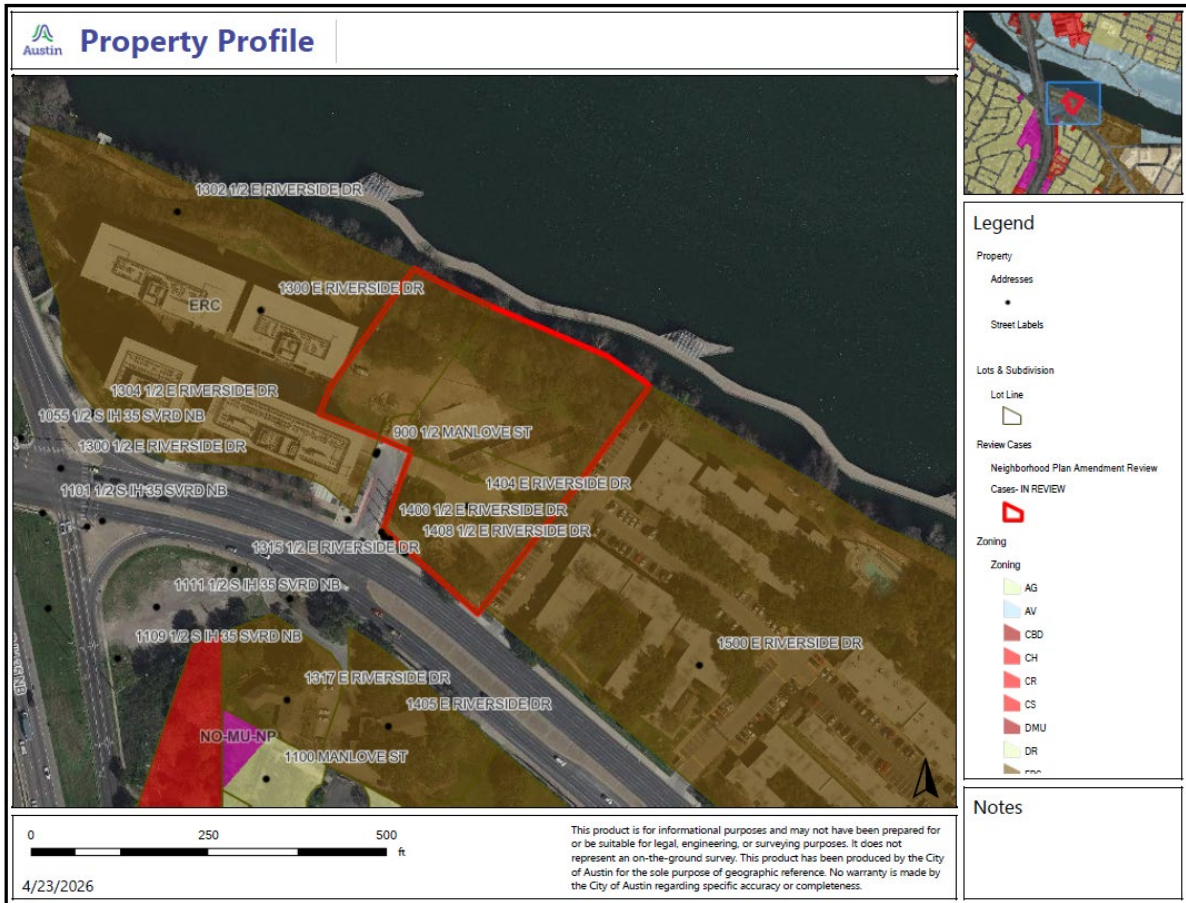 Austin
Property Profile
1302 1/2 E RIVERSIDE DR
1300 E RIVERSIDE DR
ERC
1304 1/2 E RIVERSIDE DR
1055 1/2 S IH 35 SVRD NB
900 1/2 MANLOVE ST
1300 1/2 E RIVERSIDE DR
1404 E RIVERSIDE DR
1101 1/2 S IH 35 SVRD NB
1400 1/2 E RIVERSIDE DR
1408 1/2 E RIVERSIDE DR
1315 1/2 E RIVERSIDE DR
1111 1/2 S IH 35 SVRD NB
1109 1/2 S IH 35 SVRD NB
1500 E RIVERSIDE DR
1317 E RIVERSIDE DR
1405 E RIVERSIDE DR
NO-MU-NP
1100 MANLOVE ST
0 250 500
ft
4/23/2026
This product is for informational purposes and may not have been prepared for
or be suitable for legal, engineering, or surveying purposes. It does not
represent an on-the-ground survey. This product has been produced by the City
of Austin for the sole purpose of geographic reference. No warranty is made by
the City of Austin regarding specific accuracy or completeness.
Legend
Property
Addresses
Street Labels
Lots & Subdivision
Lot Line
Review Cases
Neighborhood Plan Amendment Review
Cases- IN REVIEW
Zoning
Zoning
AG
AV
CBD
CH
CR
CS
DMU
DR
ERC
Notes